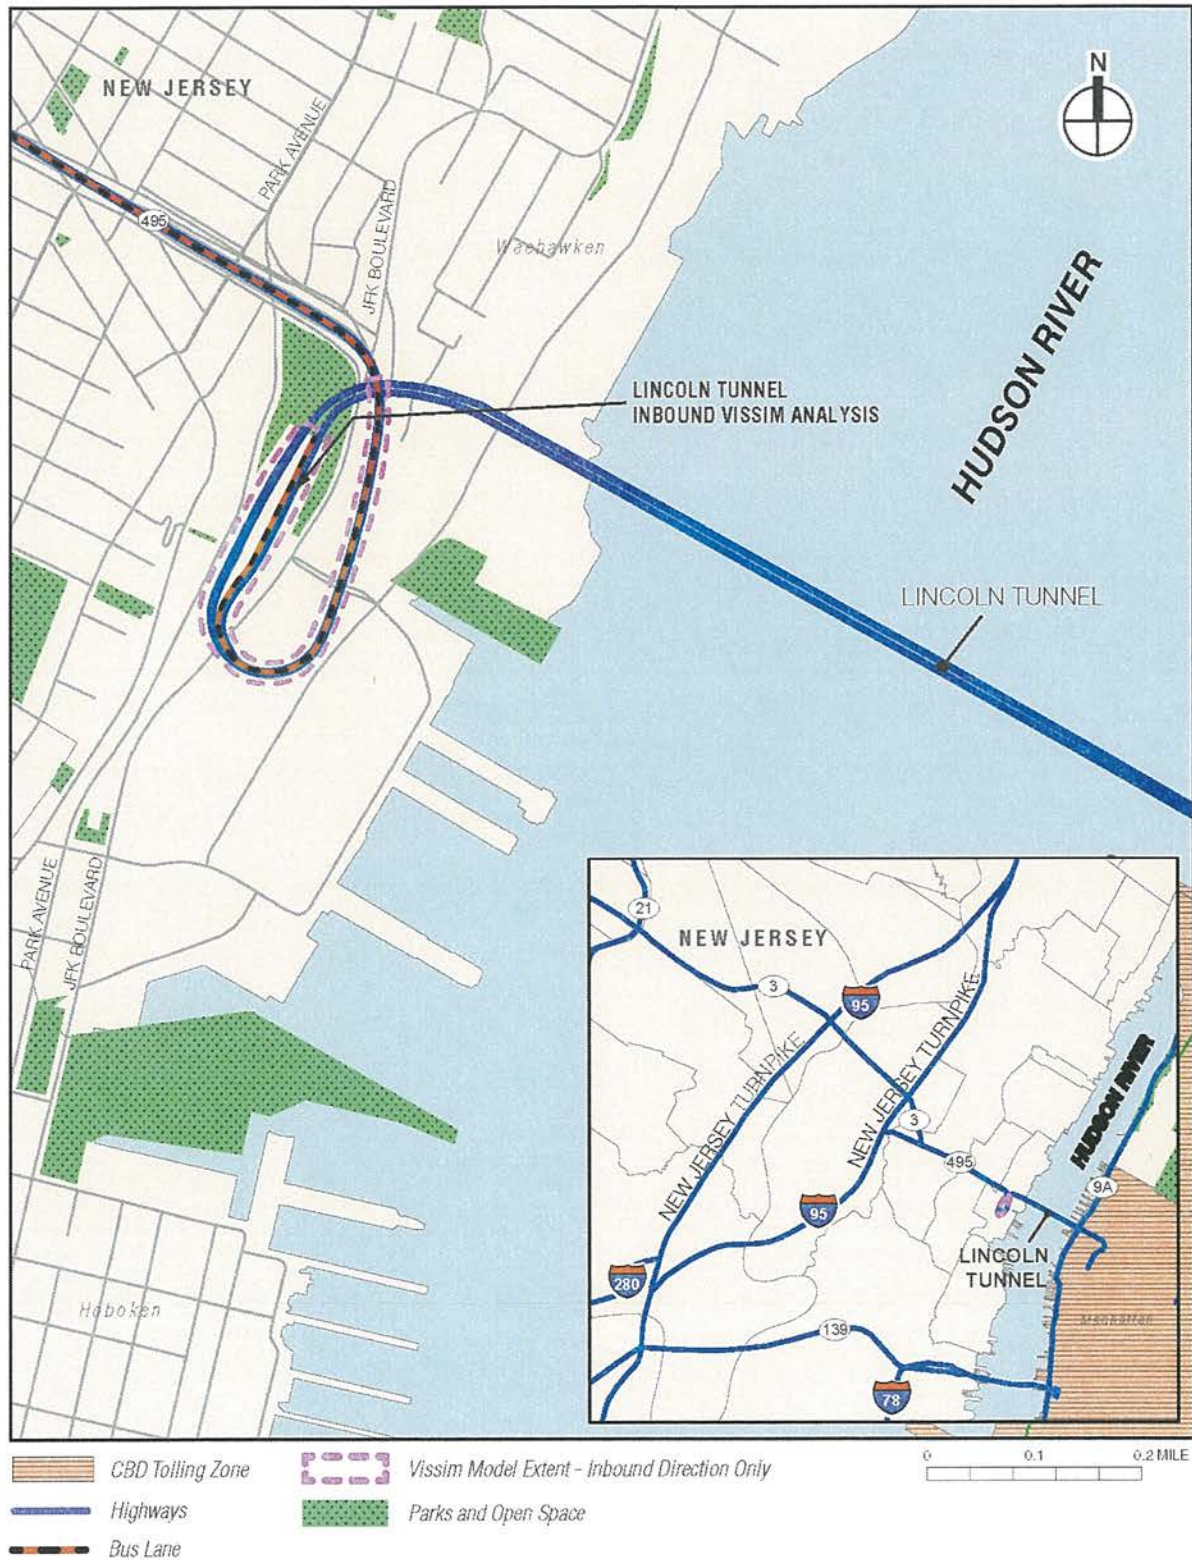 N
NEW JERSEY
PARK AVENUE
495
JFK BOULEVARD
Weehawken
HUDSON RIVER
LINCOLN TUNNEL
INBOUND VISSIM ANALYSIS
LINCOLN TUNNEL
PARK AVENUE
JFK BOULEVARD
Hoboken
21
NEW JERSEY
3
95
NEW JERSEY TURNPIKE
NEW JERSEY TURNPIKE
HUDSON RIVER
3
495
9A
95
LINCOLN
TUNNEL
280
Manhattan
139
78
CBD Tolling Zone
Vissim Model Extent - Inbound Direction Only
0 0.1 0.2 MILE
Highways
Parks and Open Space
Bus Lane